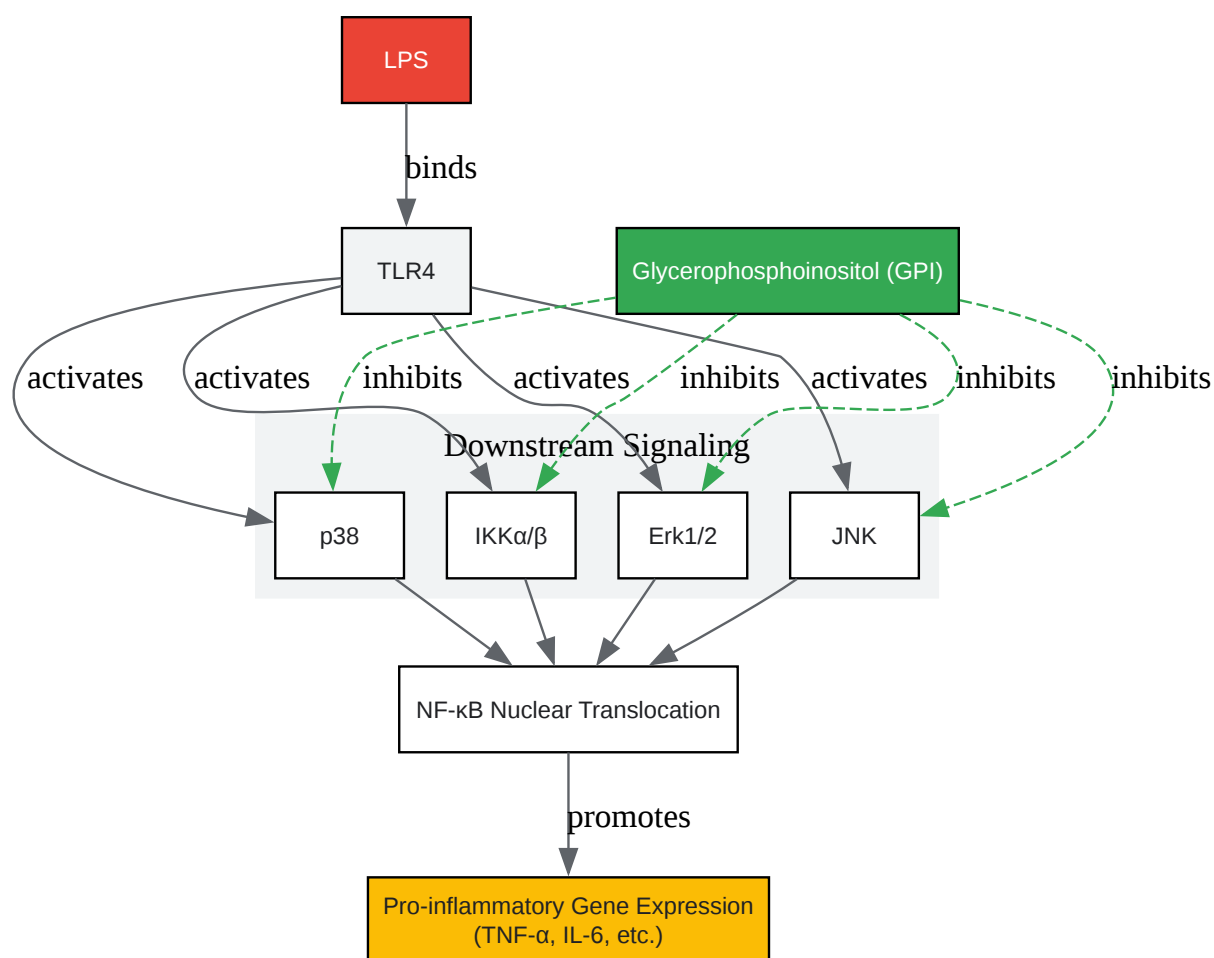 LPS
binds
TLR4
Glycerophosphoinositol (GPI)
activates
activates
inhibits
activates
inhibits
activates
inhibits
inhibits
Downstream Signaling
p38
IKKα/β
Erk1/2
JNK
NF-κB Nuclear Translocation
promotes
Pro-inflammatory Gene Expression
(TNF-α, IL-6, etc.)